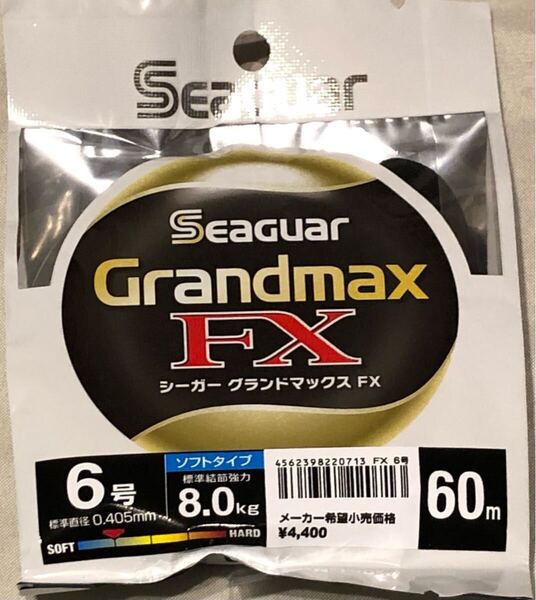 Seaguar
Seaguar
Grandmax
FX
シーガー グランドマックス FX
6号
標準直径 0.405mm
SOFT HARD
ソフトタイプ
標準結節強力
8.0kg
4562398220713 FX 6号
メーカー希望小売価格
¥4,400
60m